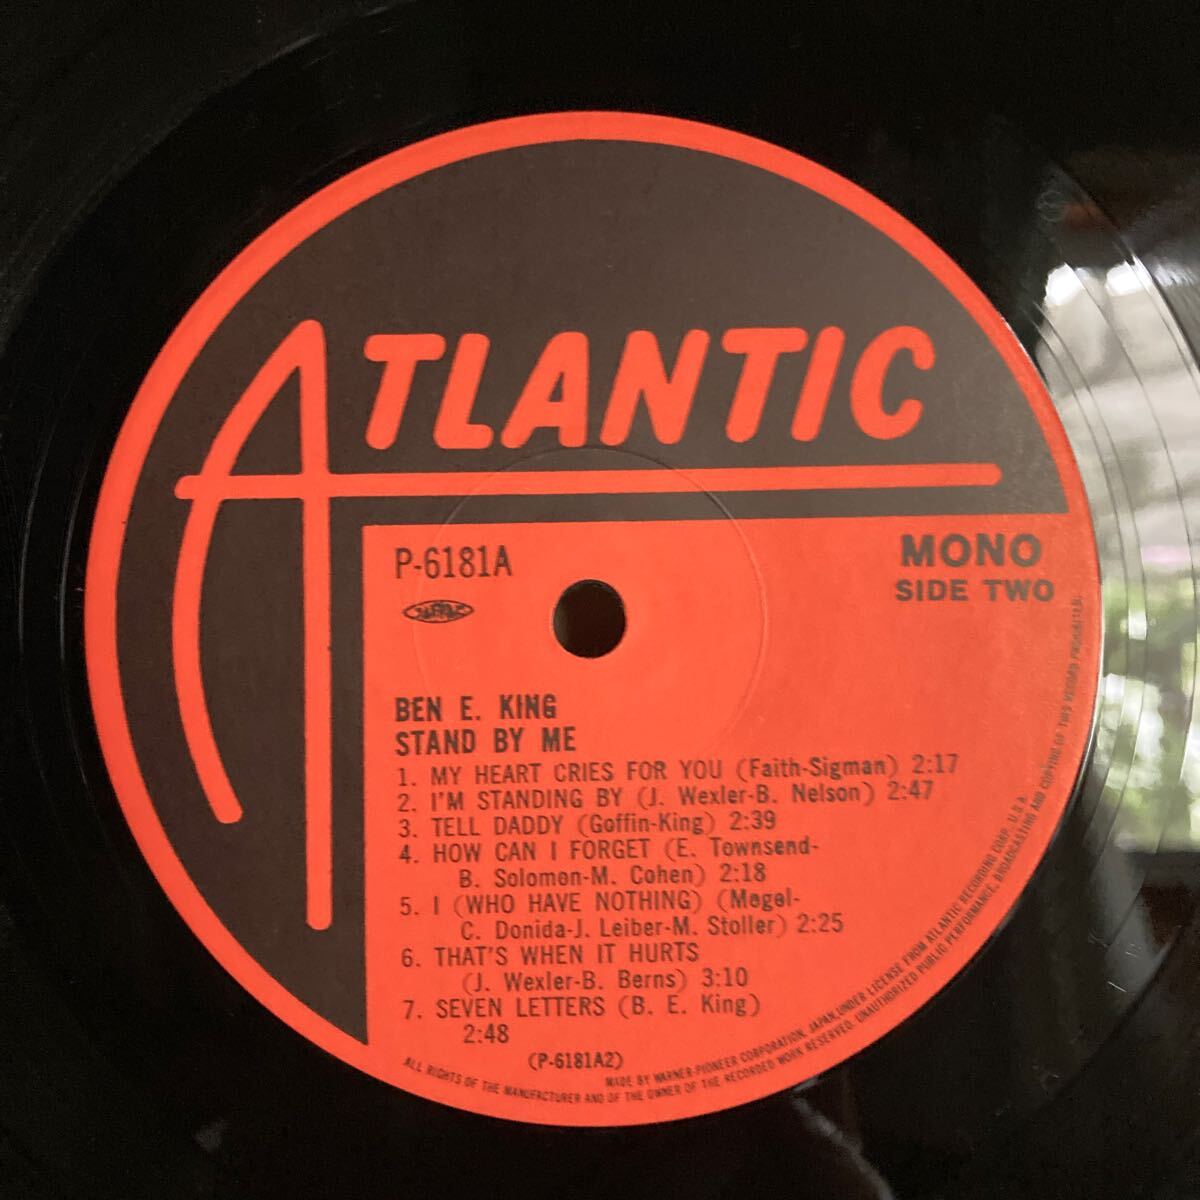 ATLANTIC
P-6181A
MONO
SIDE TWO
BEN E. KING
STAND BY ME
1. MY HEART CRIES FOR YOU (Faith-Sigman) 2:17
2. I'M STANDING BY (J. Wexler-B. Nelson) 2:47
3. TELL DADDY (Goffin-King) 2:39
4. HOW CAN I FORGET (E. Townsend-
B. Solomon-M. Cohen) 2:18
5. I (WHO HAVE NOTHING) (Mogel-
C. Donida-J. Leiber-M. Stoller) 2:25
6. THAT'S WHEN IT HURTS
(J. Wexler-B. Berns) 3:10
7. SEVEN LETTERS (B. E. King)
2:48
(P-6181A2)
MADE BY WARNER-PIONEER CORPORATION, JAPAN, UNDER LICENSE FROM ATLANTIC RECORDING CORP. U.S.A.
ALL RIGHTS OF THE MANUFACTURER AND OF THE OWNER OF THE RECORDED WORK RESERVED. UNAUTHORIZED PUBLIC PERFORMANCE, BROADCASTING AND COPYING OF THIS RECORD PROHIBITED.